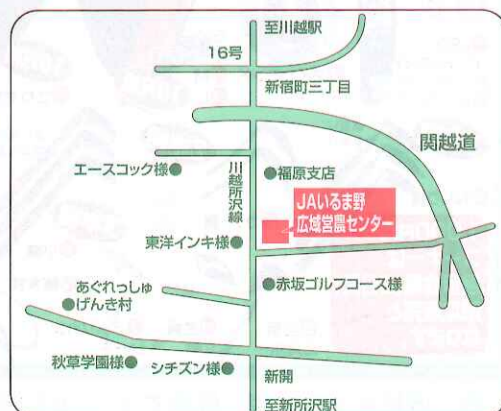 至川越駅
16号
新宿町三丁目
関越道
エースコック様●
川越所沢線
●福原支店
JAいるま野
広域営農センター
東洋インキ様●
●赤坂ゴルフコース様
あぐれっしゅ
●げんき村
秋草学園様●
シチズン様●
新開
至新所沢駅